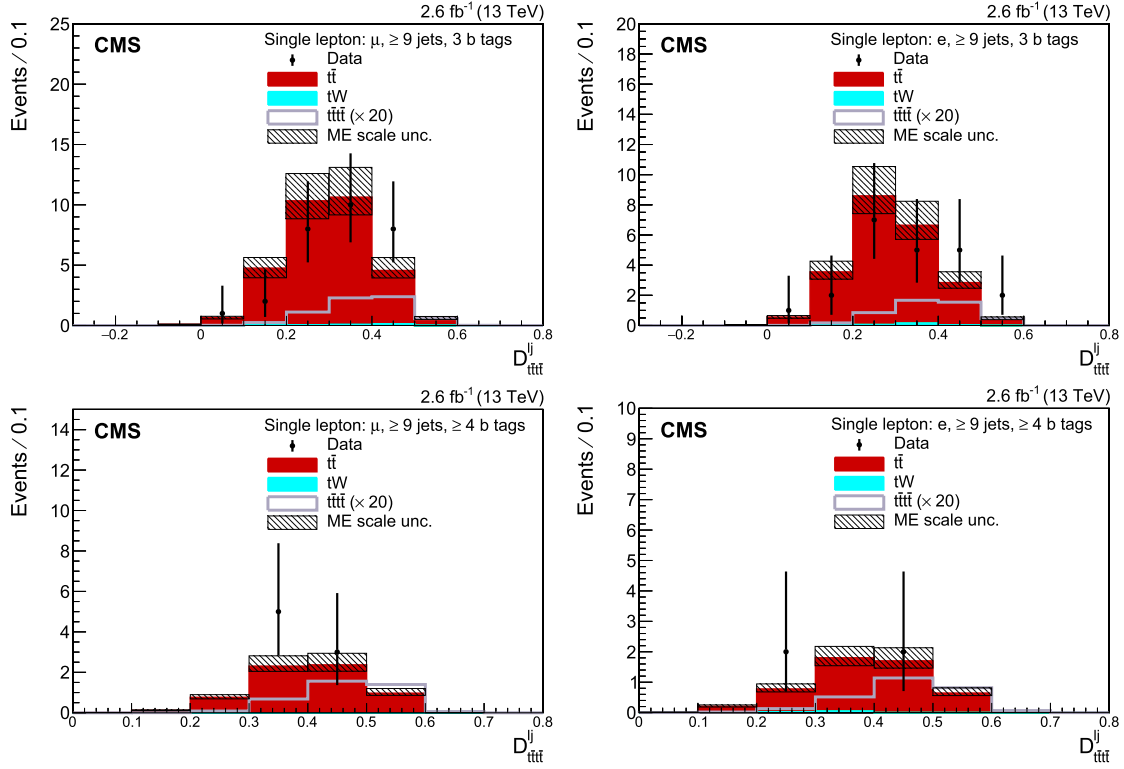 2.6 fb⁻¹ (13 TeV)
CMS
Single lepton: μ, ≥ 9 jets, 3 b tags
Data
tt̄
tW
tt̄tt̄ (× 20)
ME scale unc.
Events / 0.1
25
20
15
10
5
0
−0.2 0 0.2 0.4 0.6 0.8
D^lj_tt̄tt̄
2.6 fb⁻¹ (13 TeV)
CMS
Single lepton: e, ≥ 9 jets, 3 b tags
Data
tt̄
tW
tt̄tt̄ (× 20)
ME scale unc.
Events / 0.1
20
18
16
14
12
10
8
6
4
2
0
−0.2 0 0.2 0.4 0.6 0.8
D^lj_tt̄tt̄
2.6 fb⁻¹ (13 TeV)
CMS
Single lepton: μ, ≥ 9 jets, ≥ 4 b tags
Data
tt̄
tW
tt̄tt̄ (× 20)
ME scale unc.
Events / 0.1
14
12
10
8
6
4
2
0
0 0.1 0.2 0.3 0.4 0.5 0.6 0.7 0.8
D^lj_tt̄tt̄
2.6 fb⁻¹ (13 TeV)
CMS
Single lepton: e, ≥ 9 jets, ≥ 4 b tags
Data
tt̄
tW
tt̄tt̄ (× 20)
ME scale unc.
Events / 0.1
10
9
8
7
6
5
4
3
2
1
0
0 0.1 0.2 0.3 0.4 0.5 0.6 0.7 0.8
D^lj_tt̄tt̄